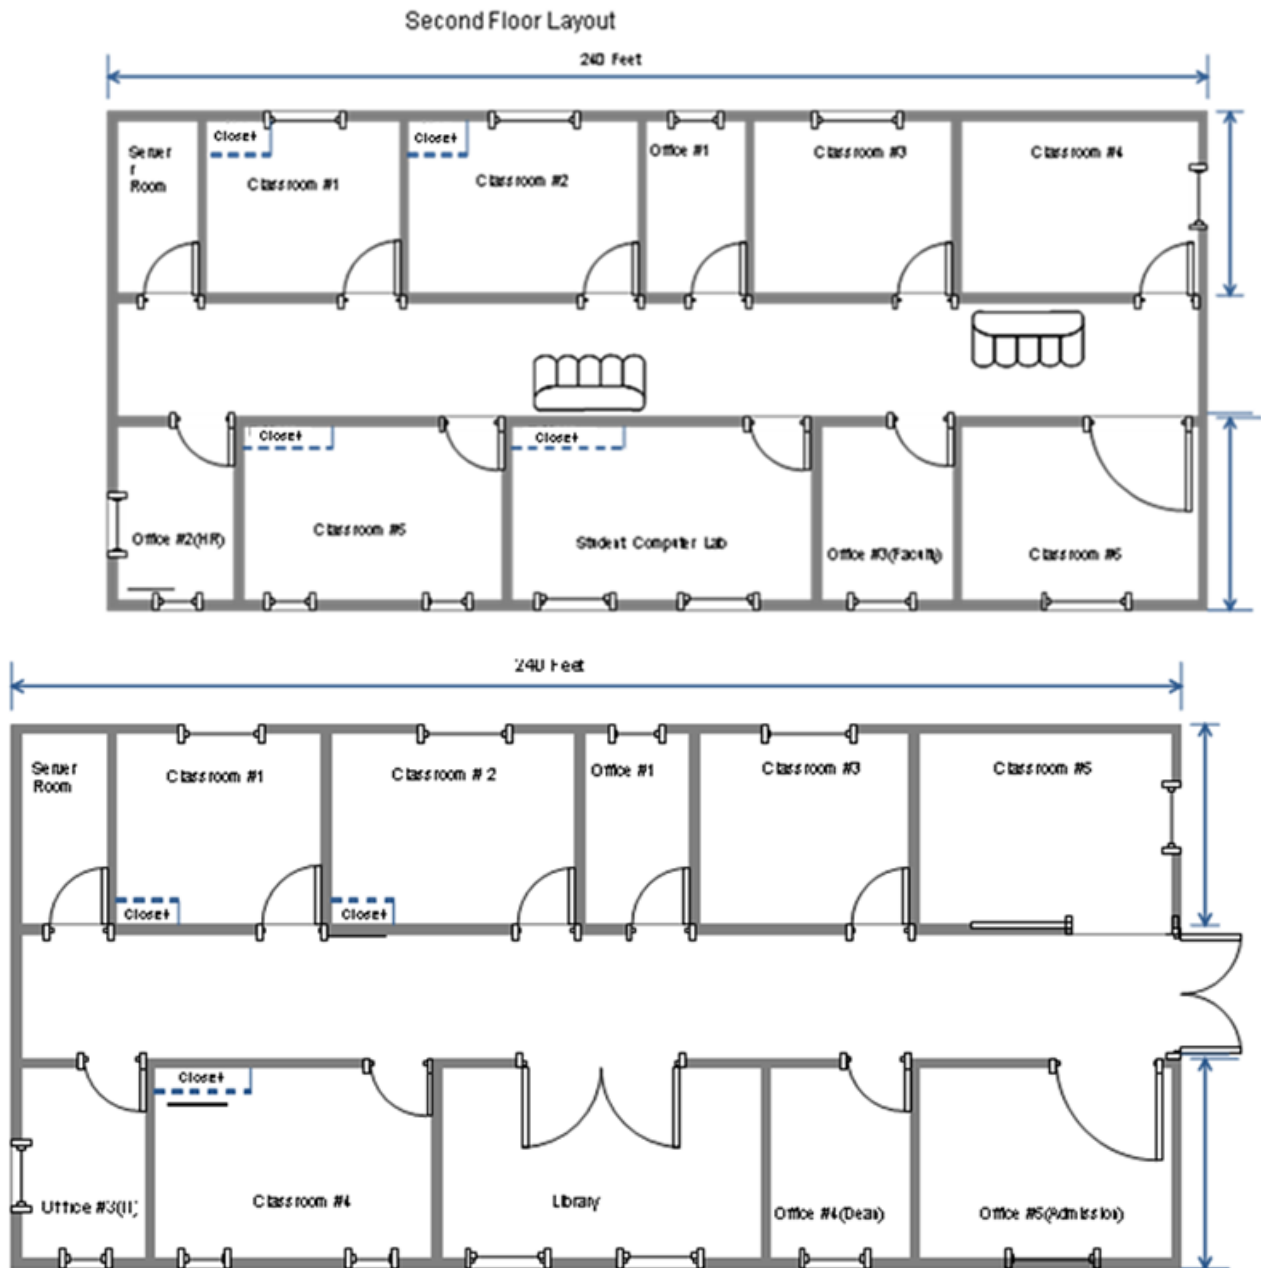 Second Floor Layout
240 Feet
Closet
Closet
Server
r
Room
Classroom #1
Classroom #2
Office #1
Classroom #3
Classroom #4
Closet
Closet
Office #2(HR)
Classroom #5
Student Computer Lab
Office #3(Faculty)
Classroom #6
240 Feet
Server
Room
Classroom #1
Classroom # 2
Office #1
Classroom #3
Classroom #5
Closet
Closet
Closet
Office #3(IT)
Classroom #4
Library
Office #4(Dean)
Office #5(Admission)